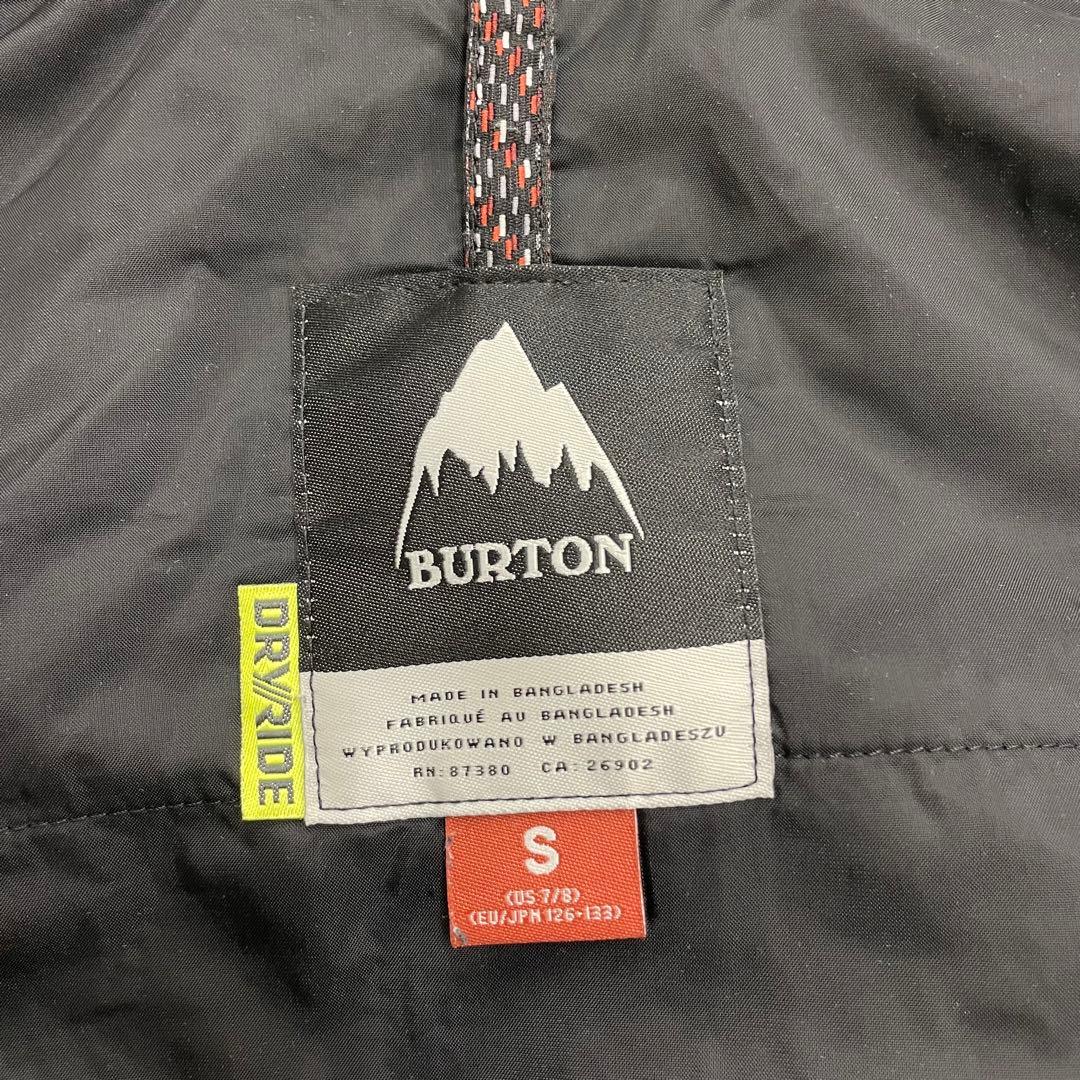 BURTON
DRY//RIDE
MADE IN BANGLADESH
FABRIQUÉ AU BANGLADESH
WYPRODUKOWANO W BANGLADESZU
RN: 87380 CA: 26902
S
(US 7/8)
(EU/JPN 126-133)